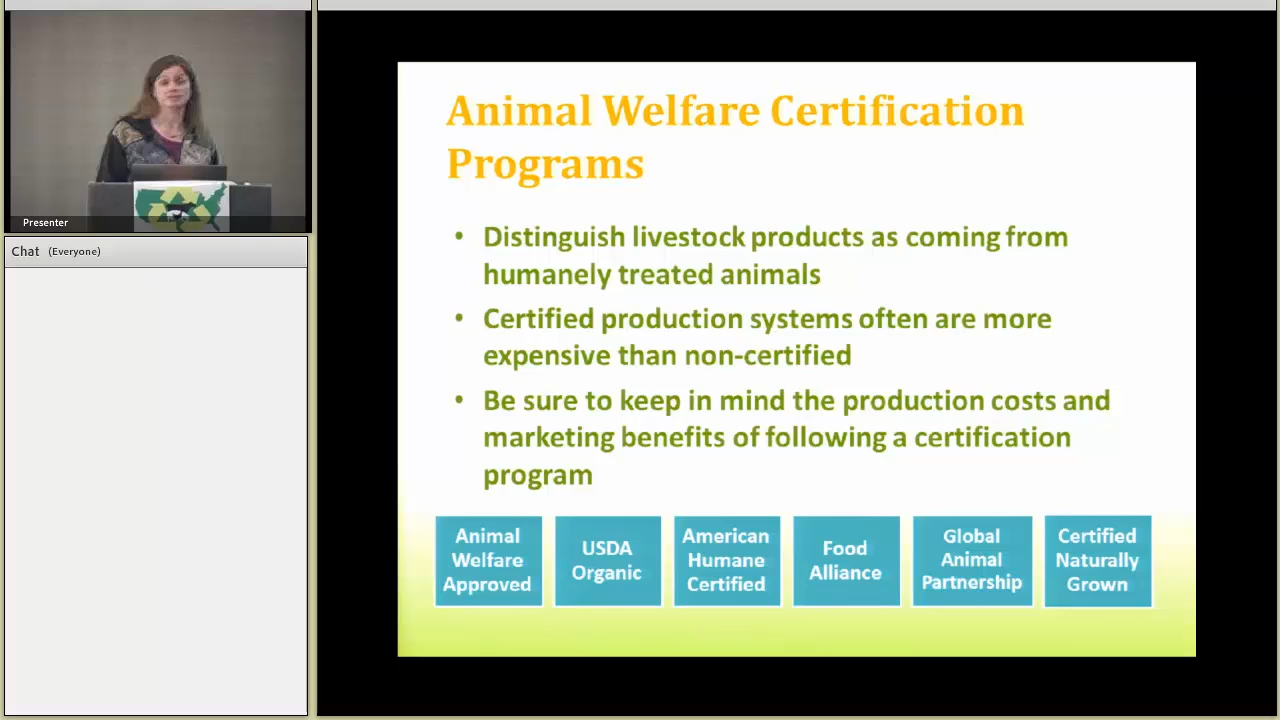 Presenter
Chat (Everyone)
Animal Welfare Certification
Programs
• Distinguish livestock products as coming from
humanely treated animals
• Certified production systems often are more
expensive than non-certified
• Be sure to keep in mind the production costs and
marketing benefits of following a certification
program
Animal
Welfare
Approved
USDA
Organic
American
Humane
Certified
Food
Alliance
Global
Animal
Partnership
Certified
Naturally
Grown